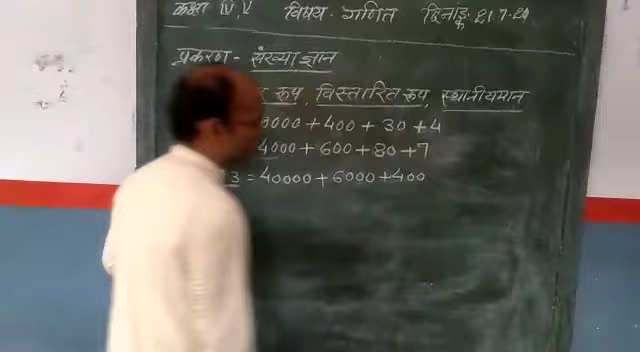 कक्षा IV, V विषय - गणित दिनांक 21-7-20
प्रकरण - संख्या ज्ञान
रूप, विस्तारित रूप, स्थानीयमान
0000 + 400 + 30 + 4
4000 + 600 + 80 + 7
3 = 40000 + 6000 + 400